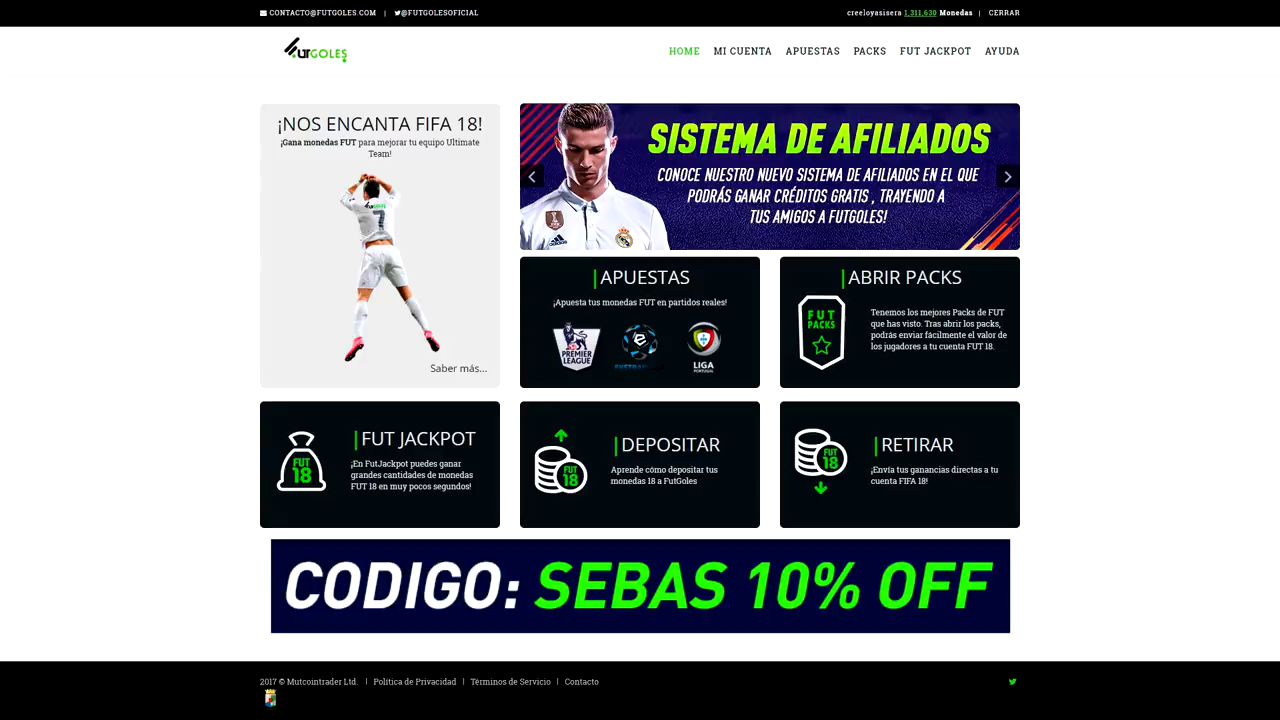 CONTACTO@FUTGOLES.COM | @FUTGOLESOFICIAL
creeloyasisera 1,311,630 Monedas | CERRAR
FUTGOLES
HOME MI CUENTA APUESTAS PACKS FUT JACKPOT AYUDA
¡NOS ENCANTA FIFA 18!
¡Gana monedas FUT para mejorar tu equipo Ultimate
Team!
7
Saber más...
SISTEMA DE AFILIADOS
CONOCE NUESTRO NUEVO SISTEMA DE AFILIADOS EN EL QUE
PODRÁS GANAR CRÉDITOS GRATIS , TRAYENDO A
TUS AMIGOS A FUTGOLES!
|APUESTAS
¡Apuesta tus monedas FUT en partidos reales!
PREMIER
LEAGUE
LIGA
PORTUGAL
|ABRIR PACKS
FUT
PACKS
Tenemos los mejores Packs de FUT
que has visto. Tras abrir los packs,
podrás enviar fácilmente el valor de
los jugadores a tu cuenta FUT 18.
FUT
18
|FUT JACKPOT
¡En FutJackpot puedes ganar
grandes cantidades de monedas
FUT 18 en muy pocos segundos!
FUT
18
|DEPOSITAR
Aprende cómo depositar tus
monedas 18 a FutGoles
FUT
18
|RETIRAR
¡Envía tus ganancias directas a tu
cuenta FIFA 18!
CODIGO: SEBAS 10% OFF
2017 © Mutcointrader Ltd. | Política de Privacidad | Términos de Servicio | Contacto